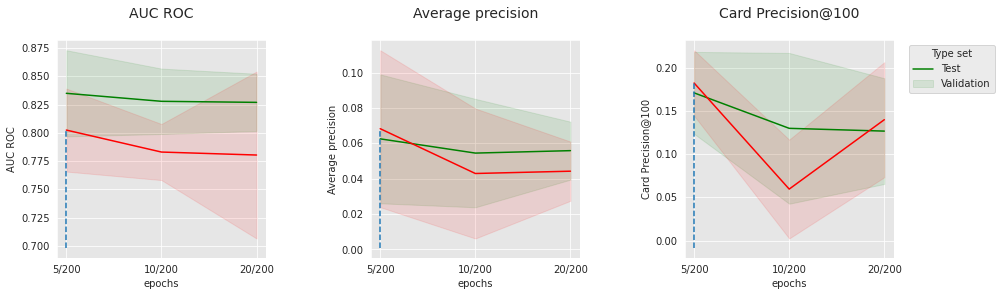 AUC ROC
0.875
0.850
0.825
0.800
0.775
0.750
0.725
0.700
AUC ROC
5/200 10/200 20/200
epochs
Average precision
0.10
0.08
0.06
0.04
0.02
0.00
Average precision
5/200 10/200 20/200
epochs
Card Precision@100
0.20
0.15
0.10
0.05
0.00
Card Precision@100
5/200 10/200 20/200
epochs
Type set
Test
Validation